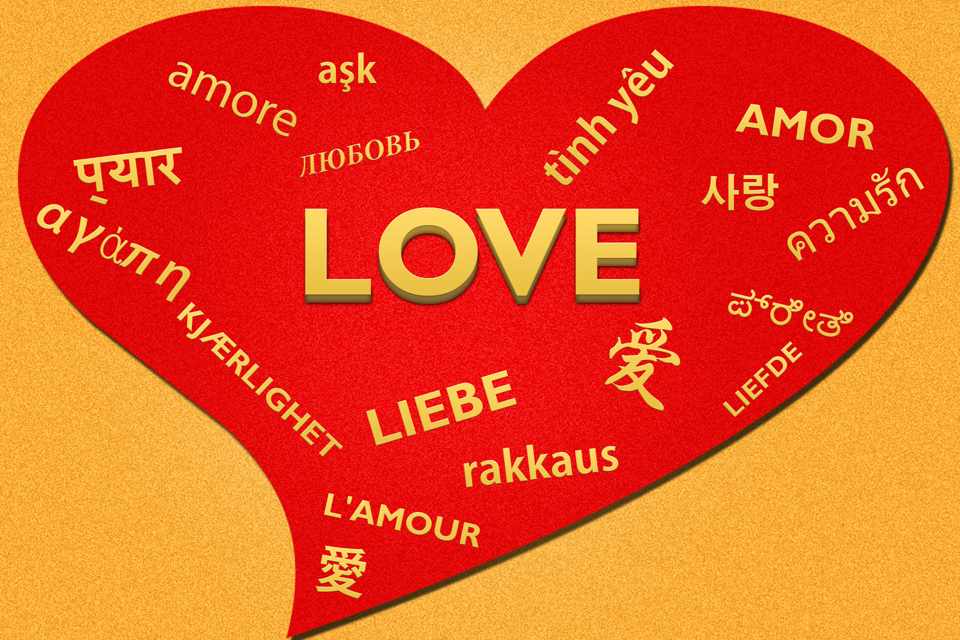 aşk
amore
tình yêu
AMOR
ЛЮБОВЬ
प्यार
사랑
ความรัก
αγάπη
LOVE
ಪ್ರೀತಿ
KJÆRLIGHET
愛
LIEFDE
LIEBE
rakkaus
L'AMOUR
愛